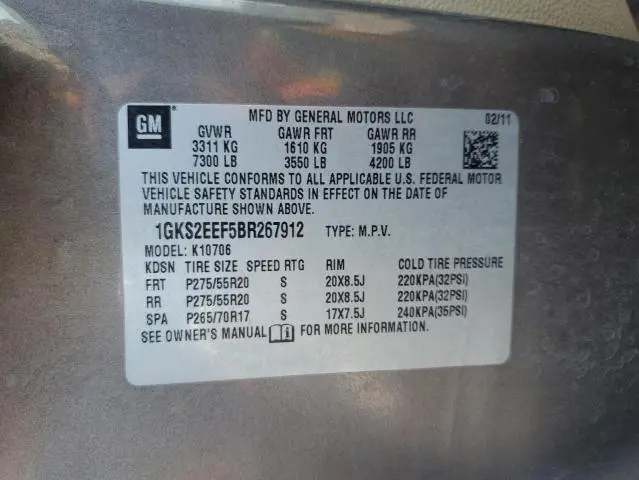 GM ® MFD BY GENERAL MOTORS LLC 02/11
GVWR GAWR FRT GAWR RR
3311 KG 1610 KG 1905 KG
7300 LB 3550 LB 4200 LB
THIS VEHICLE CONFORMS TO ALL APPLICABLE U.S. FEDERAL MOTOR
VEHICLE SAFETY STANDARDS IN EFFECT ON THE DATE OF
MANUFACTURE SHOWN ABOVE.
1GKS2EEF5BR267912 TYPE: M.P.V.
MODEL: K10706
KDSN TIRE SIZE SPEED RTG RIM COLD TIRE PRESSURE
FRT P275/55R20 S 20X8.5J 220KPA(32PSI)
RR P275/55R20 S 20X8.5J 220KPA(32PSI)
SPA P265/70R17 S 17X7.5J 240KPA(35PSI)
SEE OWNER'S MANUAL FOR MORE INFORMATION.